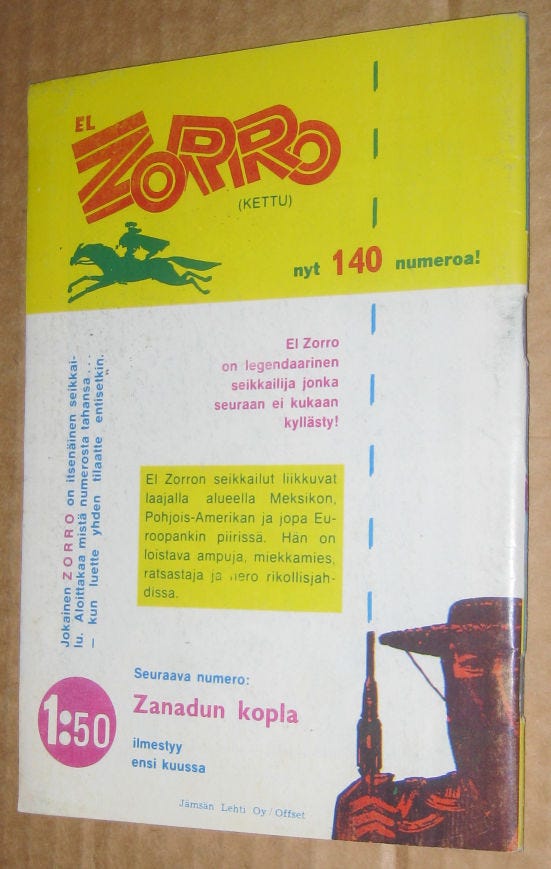 EL
ZORRO
(KETTU)
nyt 140 numeroa!
El Zorro
on legendaarinen
seikkailija jonka
seuraan ei kukaan
kyllästy!
Jokainen ZORRO on itsenäinen seikkai-
lu. Aloittakaa mistä numerosta tahansa...
— kun luette yhden tilaatte entisetkin.
El Zorron seikkailut liikkuvat
laajalla alueella Meksikon,
Pohjois-Amerikan ja jopa Eu-
roopankin piirissä. Hän on
loistava ampuja, miekkamies,
ratsastaja ja nero rikollisjah-
dissa.
Seuraava numero:
Zanadun kopla
1:50
ilmestyy
ensi kuussa
Jämsän Lehti Oy / Offset